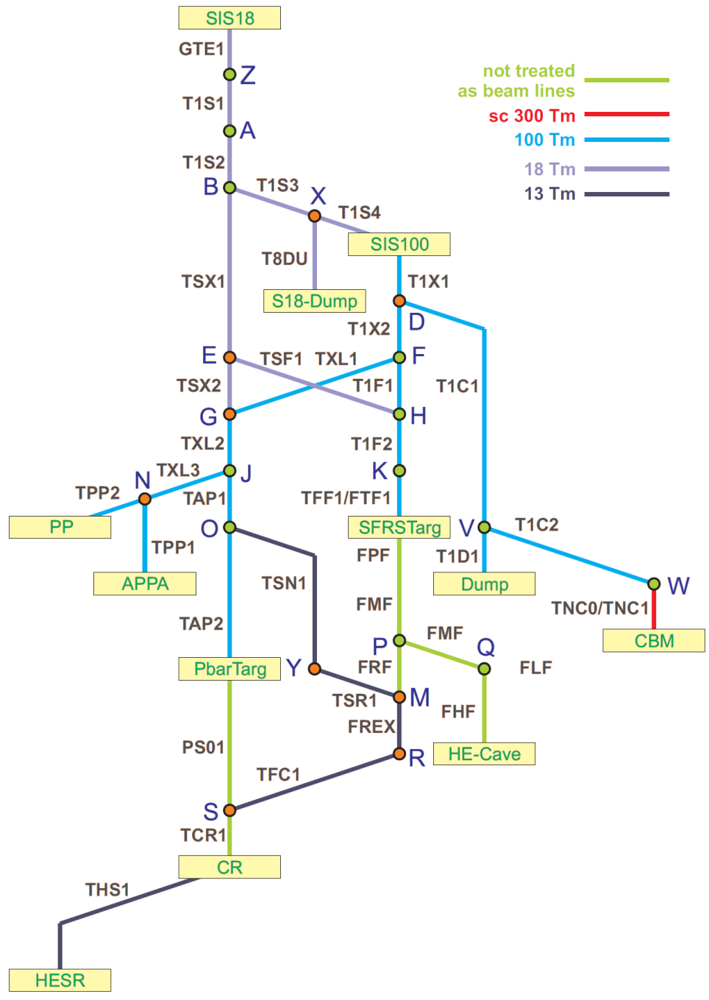 SIS18
GTE1
Z
not treated
as beam lines
T1S1
sc 300 Tm
A
100 Tm
T1S2
18 Tm
B
T1S3
X
13 Tm
T1S4
SIS100
T8DU
TSX1
T1X1
S18-Dump
D
T1X2
E
TSF1
TXL1
F
TSX2
T1F1
T1C1
G
H
TXL2
T1F2
N
TXL3
J
K
TPP2
TAP1
TFF1/FTF1
PP
O
SFRSTarg
V
T1C2
TPP1
FPF
T1D1
APPA
TSN1
Dump
W
FMF
TNC0/TNC1
TAP2
FMF
CBM
P
Q
PbarTarg
Y
FRF
FLF
TSR1
M
FHF
FREX
PS01
HE-Cave
R
TFC1
S
TCR1
CR
THS1
HESR